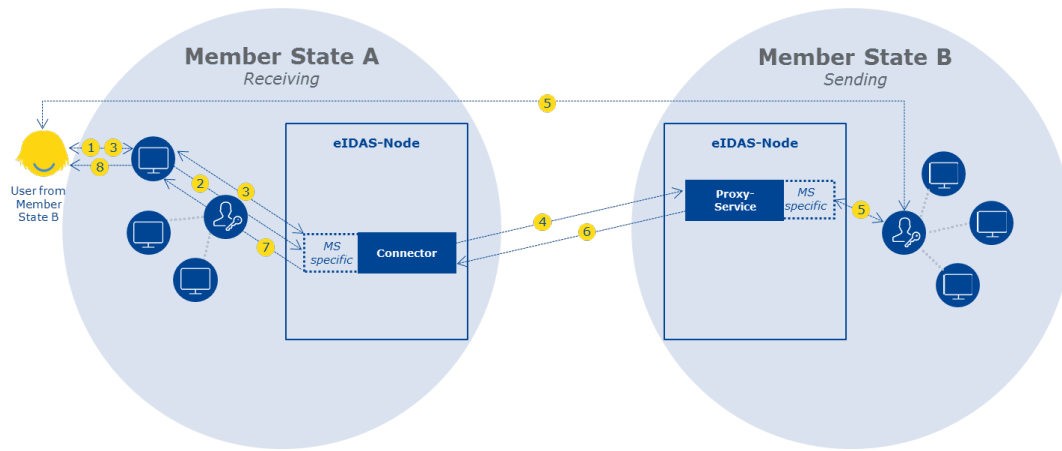 Member State A
Receiving
Member State B
Sending
5
eIDAS-Node
eIDAS-Node
1
3
8
User from
Member
State B
2
3
7
MS
specific
Connector
4
6
Proxy-
Service
MS
specific
5